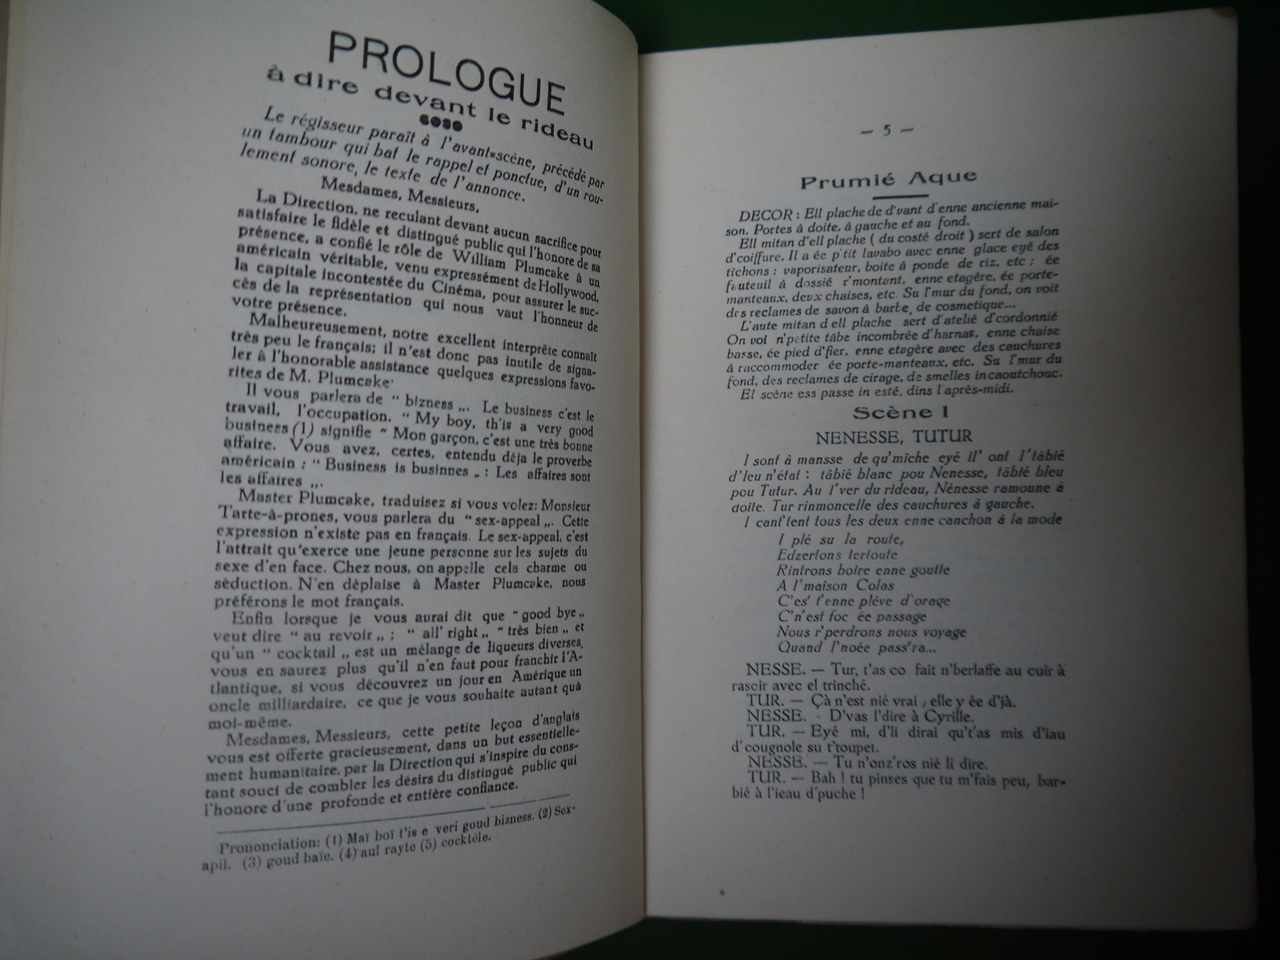 PROLOGUE
à dire devant le rideau
Le régisseur paraît à l'avant=scène, précédé par
un tambour qui bat le rappel et ponctue, d'un rou-
lement sonore, le texte de l'annonce.
Mesdames, Messieurs,
La Direction, ne reculant devant aucun sacrifice pour
satisfaire le fidèle et distingué public qui l'honore de sa
présence, a confié le rôle de William Plumcake à un
américain véritable, venu expressément de Hollywood,
la capitale incontestée du Cinéma, pour assurer le suc-
cès de la représentation qui nous vaut l'honneur de
votre présence.
Malheureusement, notre excellent interprète connaît
très peu le français; il n'est donc pas inutile de signa-
ler à l'honorable assistance quelques expressions favo-
rites de M. Plumcake.
Il vous parlera de " bizness „. Le business c'est le
travail, l'occupation. " My boy, th'is a very good
business (1) signifie " Mon garçon, c'est une très bonne
affaire. Vous avez, certes, entendu déja le proverbe
américain : " Business is businnes „ : Les affaires sont
les affaires „.
Master Plumcake, traduisez si vous volez: Monsieur
Tarte-à-prones, vous parlera du " sex-appeal „. Cette
expression n'existe pas en français. Le sex-appeal, c'est
l'attrait qu'exerce une jeune personne sur les sujets du
sexe d'en face. Chez nous, on appelle cela charme ou
séduction. N'en déplaise à Master Plumcake, nous
préférons le mot français.
Enfin lorsque je vous aurai dit que " good bye „
veut dire " au revoir „ ; " all' right „ " très bien „ et
qu'un " cocktail „ est un mélange de liqueurs diverses,
vous en saurez plus qu'il n'en faut pour franchir l'A-
tlantique, si vous découvrez un jour en Amérique un
oncle milliardaire, ce que je vous souhaite autant qu'à
moi-même.
Mesdames, Messieurs, cette petite leçon d'anglais
vous est offerte gracieusement, dans un but essentielle-
ment humanitaire, par la Direction qui s'inspire du cons-
tant souci de combler les désirs du distingué public qui
l'honore d'une profonde et entière confiance.
Prononciation: (1) Maï boï t'is e veri goud bizness. (2) Sex-
apil. (3) goud baïe. (4) aul rayte (5) cocktéle.
— 5 —
Prumié Aque
DECOR : Ell plache de d'vant d'enne ancienne mai-
son. Portes à doite, à gauche et au fond.
Ell mitan d'ell plache ( du costé droit ) sert de salon
d'coiffure. Il a ée p'tit lavabo avec enne glace eyé des
tichons : vaporisateur, boite à poude de riz, etc ; ée
fauteuil à dossié r'montant, enne etagère, ée porte-
manteaux, deux chaises, etc. Su l'mur du fond, on voit
des reclames de savon à barbe, de cosmetique...
L'aute mitan d'ell plache sert d'atelié d'cordonnié
On voi n'petite tâbe incombrée d'harnas, enne chaise
basse, ée pied d'fier, enne etagère avec des cauchures
à raccommoder ée porte-manteaux, etc. Su l'mur du
fond, des reclames de cirage, de smelles incaoutchouc.
El scène ess passe in esté, dins l'après-midi.
Scène I
NENESSE, TUTUR
I sont à mansse de qu'miche eyé il' ont l'tâbié
d'leu n'état : tâbié blanc pou Nenesse, tâbié bleu
pou Tutur. Au l'ver du rideau, Nénesse ramoune à
doite. Tur rinmoncelle des cauchures à gauche.
I cant'tent tous les deux enne canchon à la mode
I plé su la route,
Edzertons tertoute
Rintrons boire enne goutte
A l'maison Colas
C'es' t'enne plève d'orage
C'n'est foc ée passage
Nous r'perdrons nous voyage
Quand l'noée pass'ra...
NESSE. — Tur, t'as co fait n'berlaffe au cuir à
rascir avec el trinché.
TUR. — Çà n'est nié vrai, elle y ée d'jà.
NESSE. - D'vas l'dire à Cyrille.
TUR. — Eyé mi, d'li dirai qu't'as mis d'iau
d'cougnole su t'toupet.
NESSE. — Tu n'onz'ros nié li dire.
TUR. — Bah ! tu pinses que tu m'fais peu, bar-
bié à l'ieau d'puche !